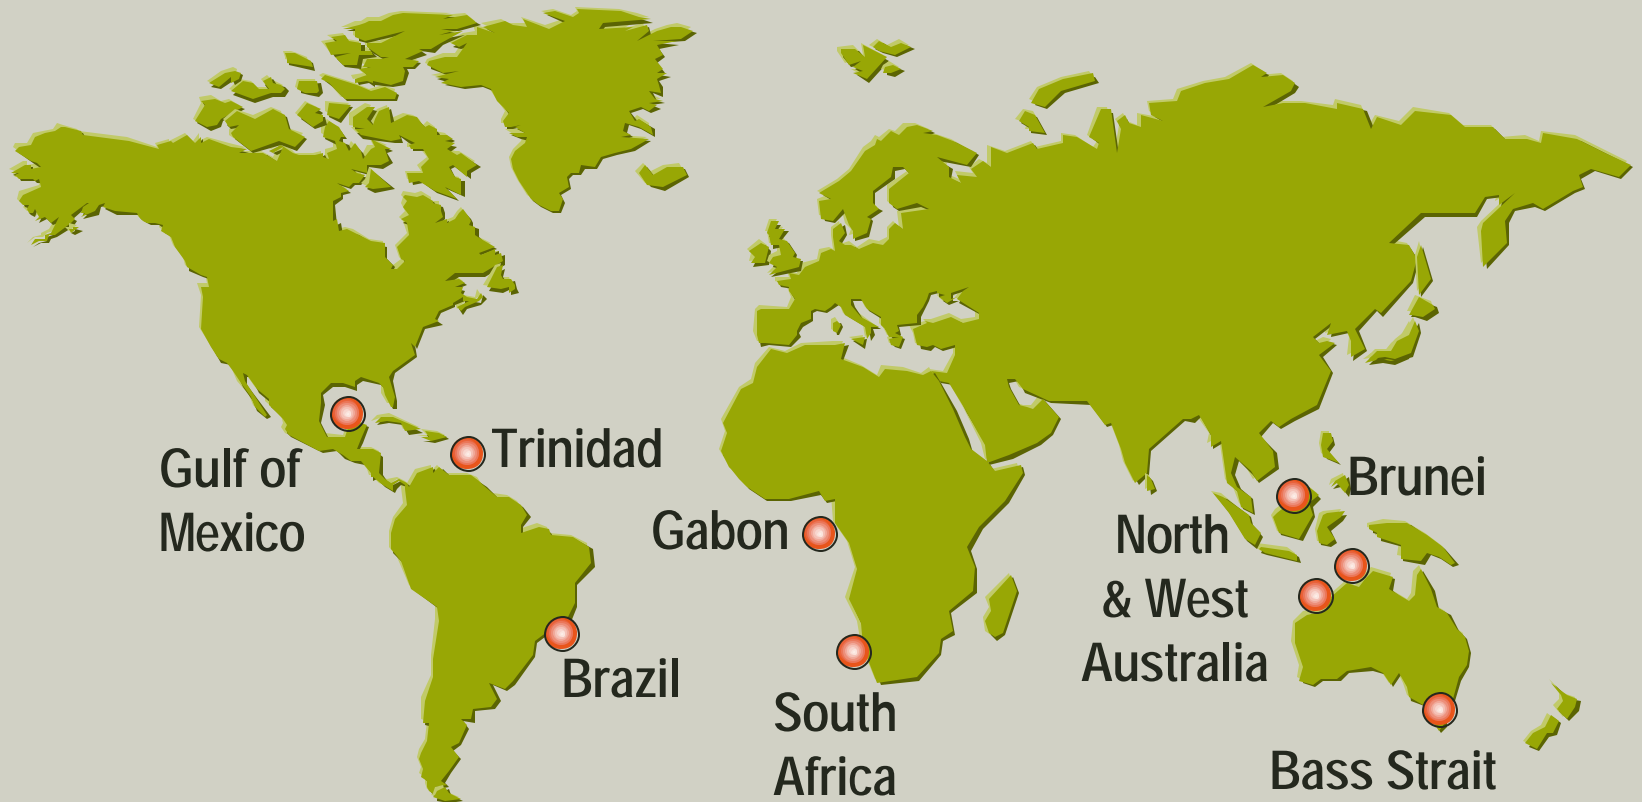 Gulf of
Mexico
Trinidad
Brazil
Gabon
South
Africa
Brunei
North
& West
Australia
Bass Strait